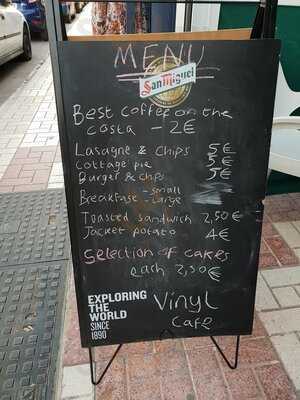 MENU
San Miguel
Best coffee on the
costa - 2€
Lasagne & chips 5€
Cottage pie 5€
Burger & chips 5€
Breakfast - small
- large
Toasted sandwich 2,50€
Jacket potato 4€
Selection of cakes
each 2,50€
EXPLORING
THE
WORLD
SINCE
1890
Vinyl
Cafe